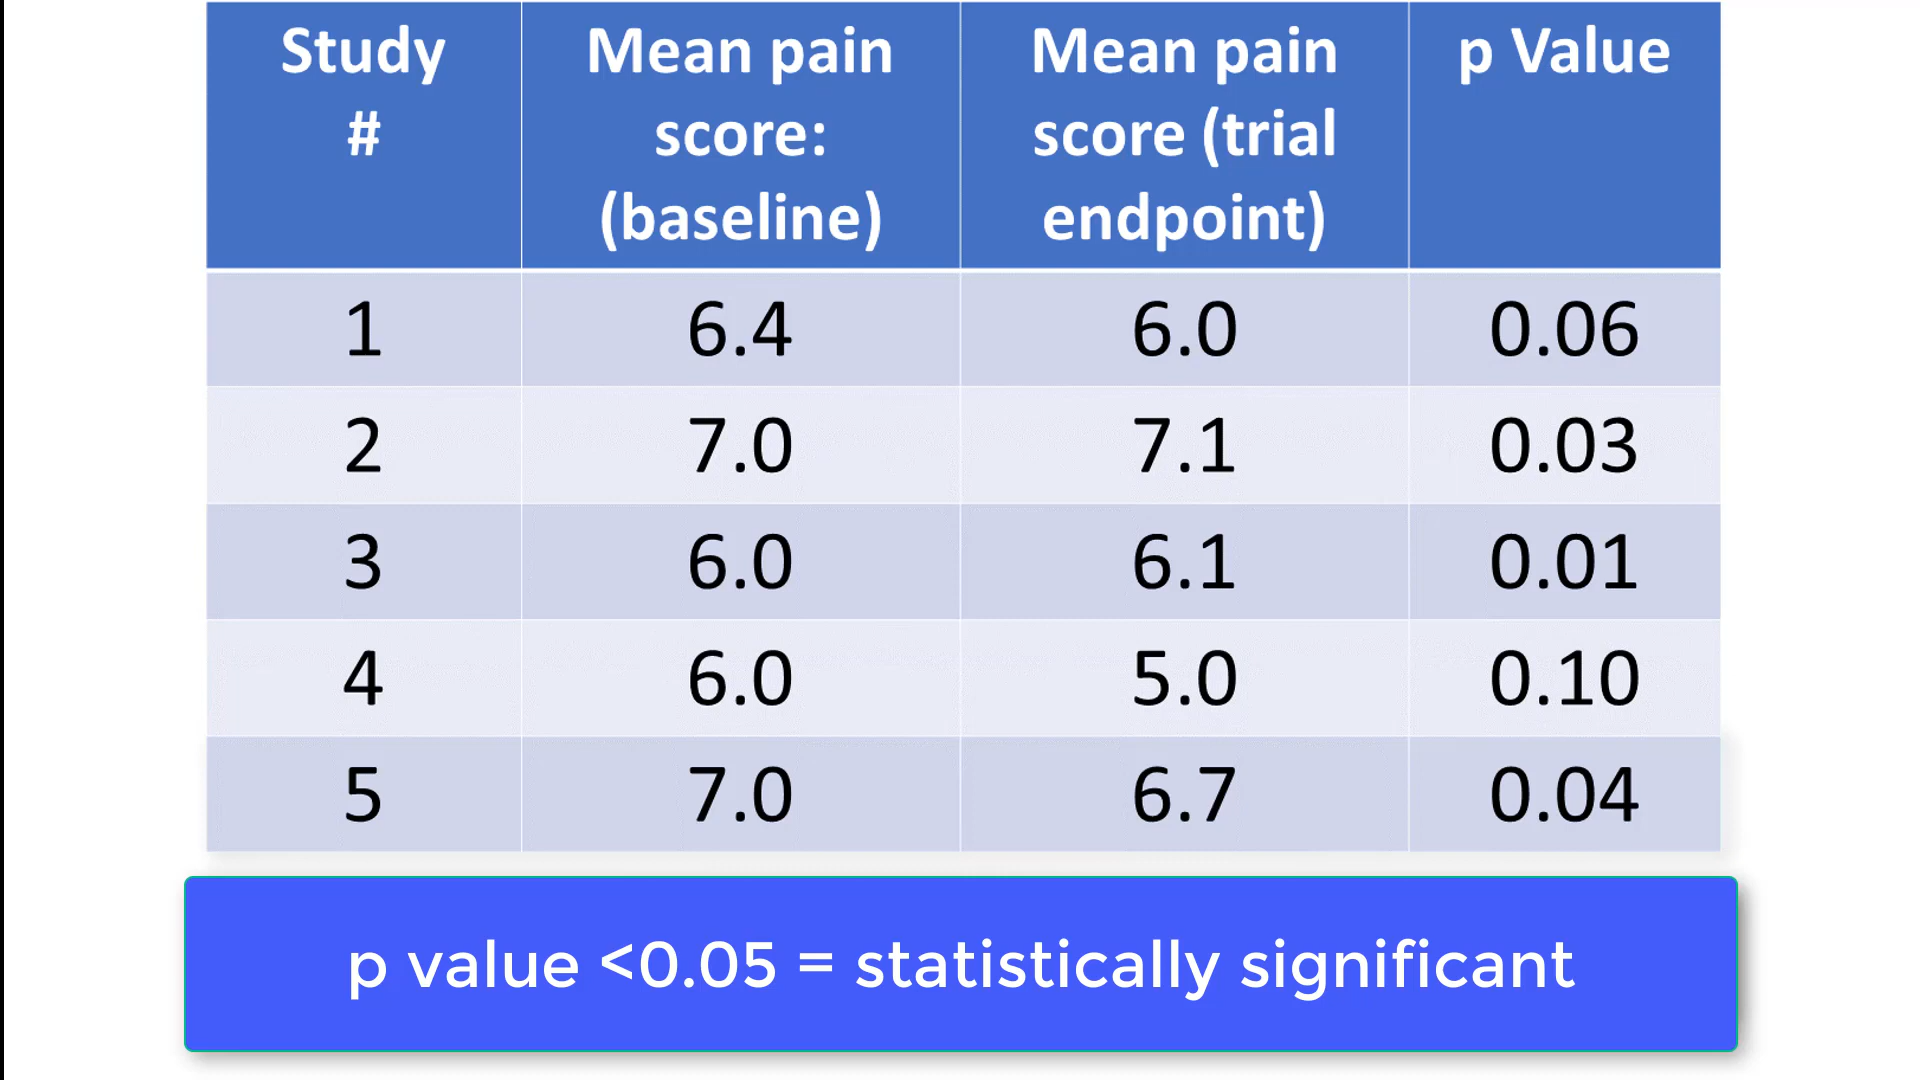 Study # Mean pain score: (baseline) Mean pain score (trial endpoint) p Value
1 6.4 6.0 0.06
2 7.0 7.1 0.03
3 6.0 6.1 0.01
4 6.0 5.0 0.10
5 7.0 6.7 0.04
p value <0.05 = statistically significant